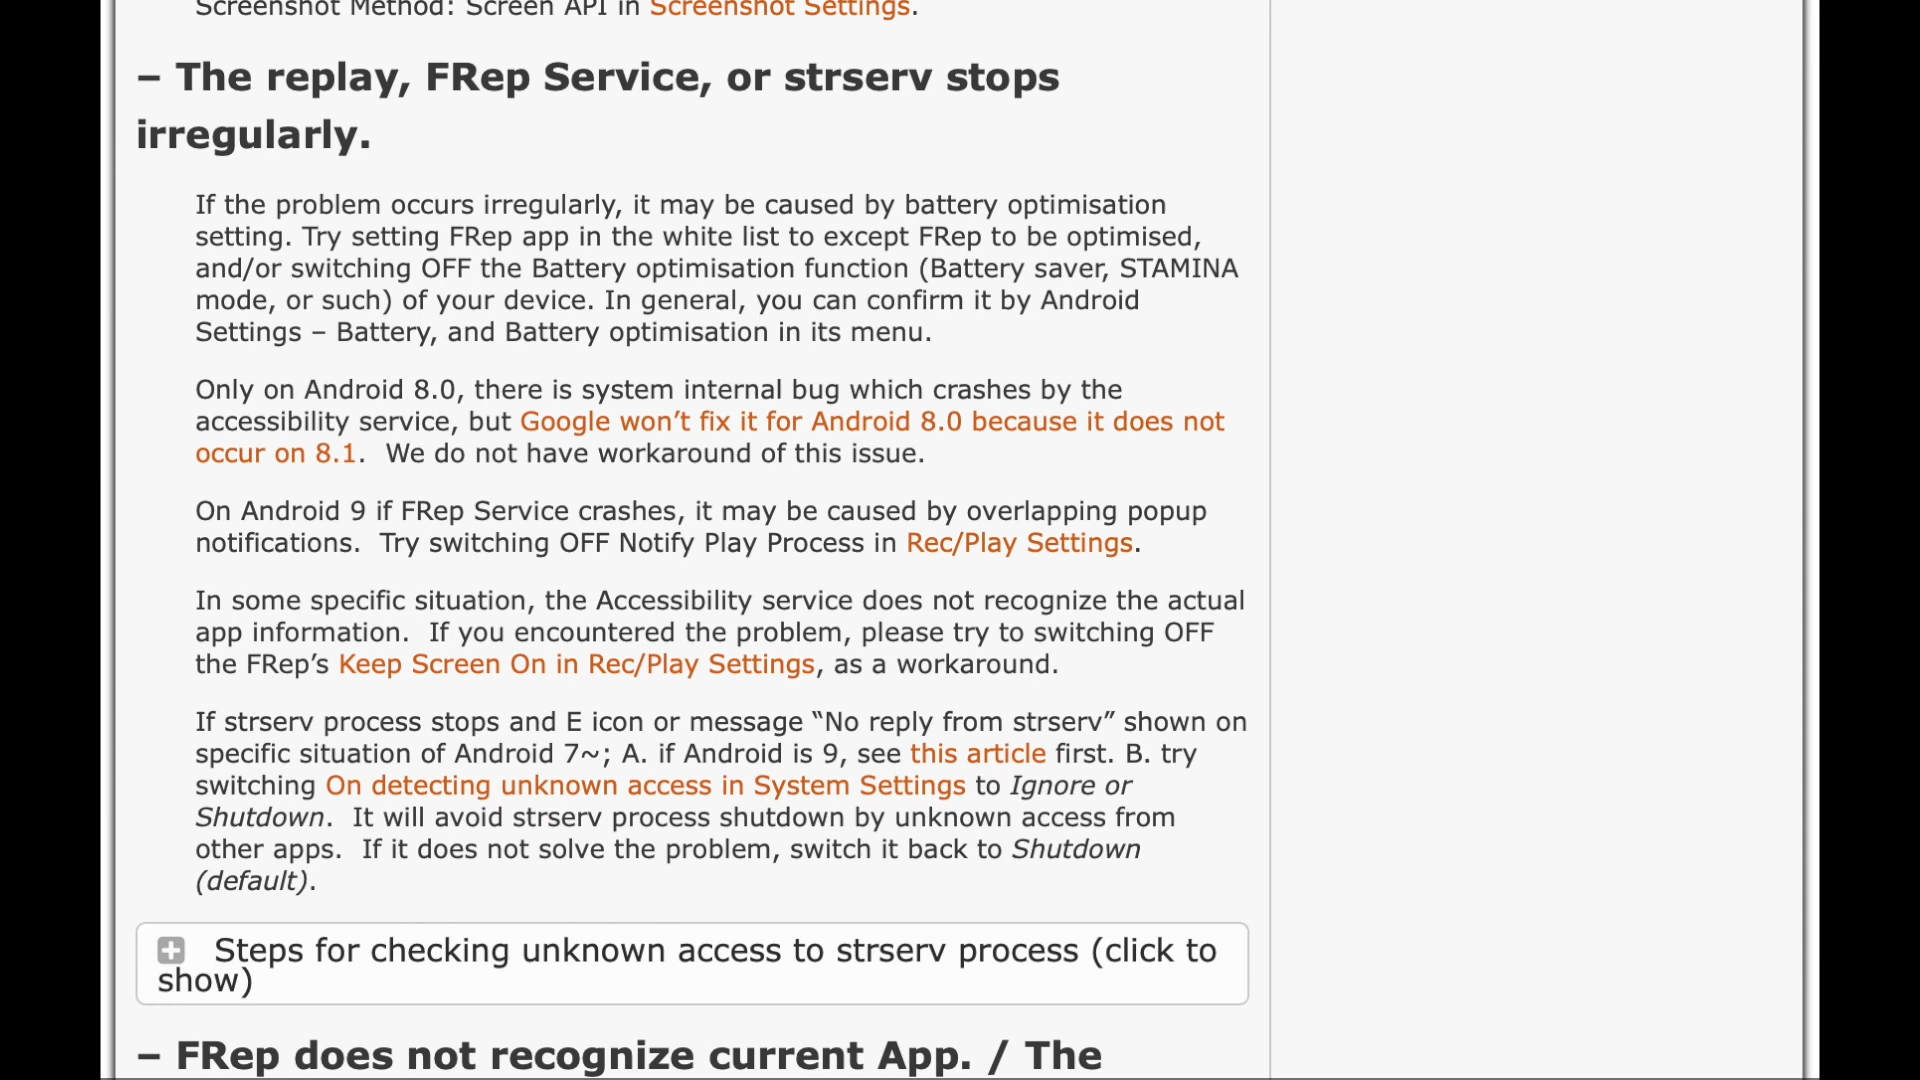 Screenshot Method: Screen API in Screenshot Settings.
– The replay, FRep Service, or strserv stops
irregularly.
If the problem occurs irregularly, it may be caused by battery optimisation
setting. Try setting FRep app in the white list to except FRep to be optimised,
and/or switching OFF the Battery optimisation function (Battery saver, STAMINA
mode, or such) of your device. In general, you can confirm it by Android
Settings – Battery, and Battery optimisation in its menu.
Only on Android 8.0, there is system internal bug which crashes by the
accessibility service, but Google won’t fix it for Android 8.0 because it does not
occur on 8.1.  We do not have workaround of this issue.
On Android 9 if FRep Service crashes, it may be caused by overlapping popup
notifications.  Try switching OFF Notify Play Process in Rec/Play Settings.
In some specific situation, the Accessibility service does not recognize the actual
app information.  If you encountered the problem, please try to switching OFF
the FRep’s Keep Screen On in Rec/Play Settings, as a workaround.
If strserv process stops and E icon or message “No reply from strserv” shown on
specific situation of Android 7~; A. if Android is 9, see this article first. B. try
switching On detecting unknown access in System Settings to Ignore or
Shutdown.  It will avoid strserv process shutdown by unknown access from
other apps.  If it does not solve the problem, switch it back to Shutdown
(default).
Steps for checking unknown access to strserv process (click to
show)
– FRep does not recognize current App. / The